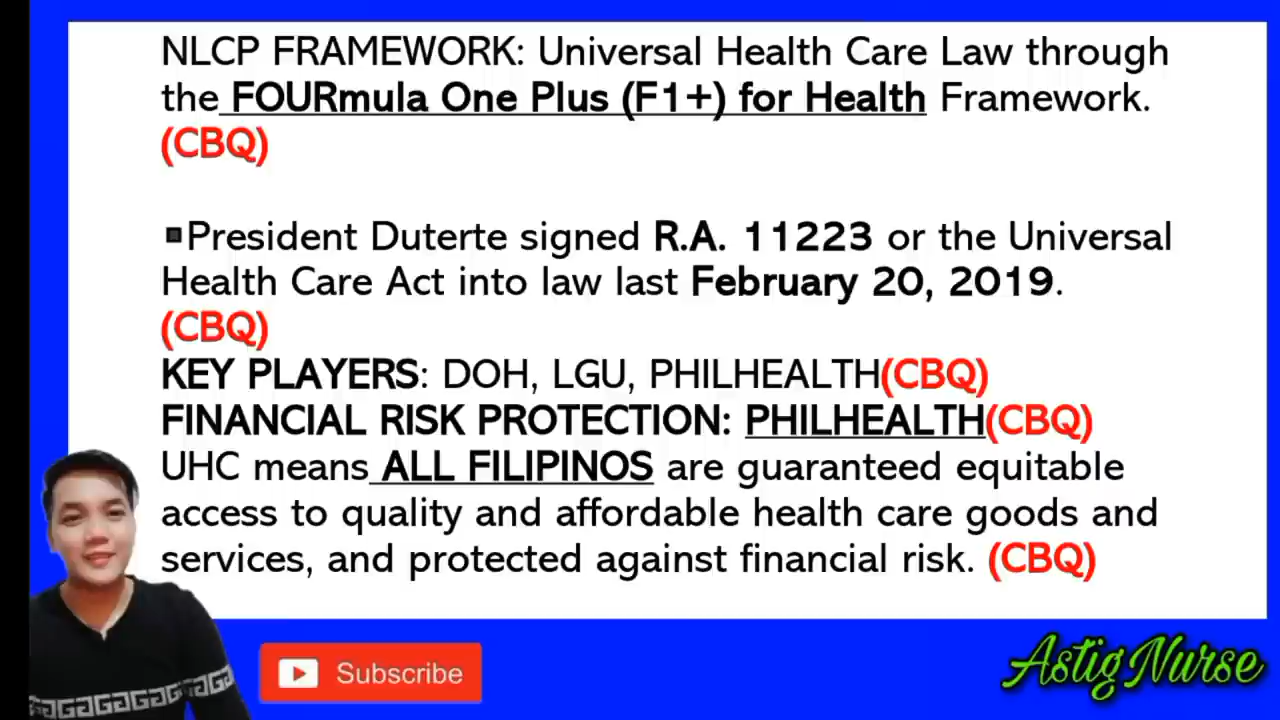 NLCP FRAMEWORK: Universal Health Care Law through
the FOURmula One Plus (F1+) for Health Framework.
(CBQ)
▪President Duterte signed R.A. 11223 or the Universal
Health Care Act into law last February 20, 2019.
(CBQ)
KEY PLAYERS: DOH, LGU, PHILHEALTH(CBQ)
FINANCIAL RISK PROTECTION: PHILHEALTH(CBQ)
UHC means ALL FILIPINOS are guaranteed equitable
access to quality and affordable health care goods and
services, and protected against financial risk. (CBQ)
Subscribe
Astig Nurse